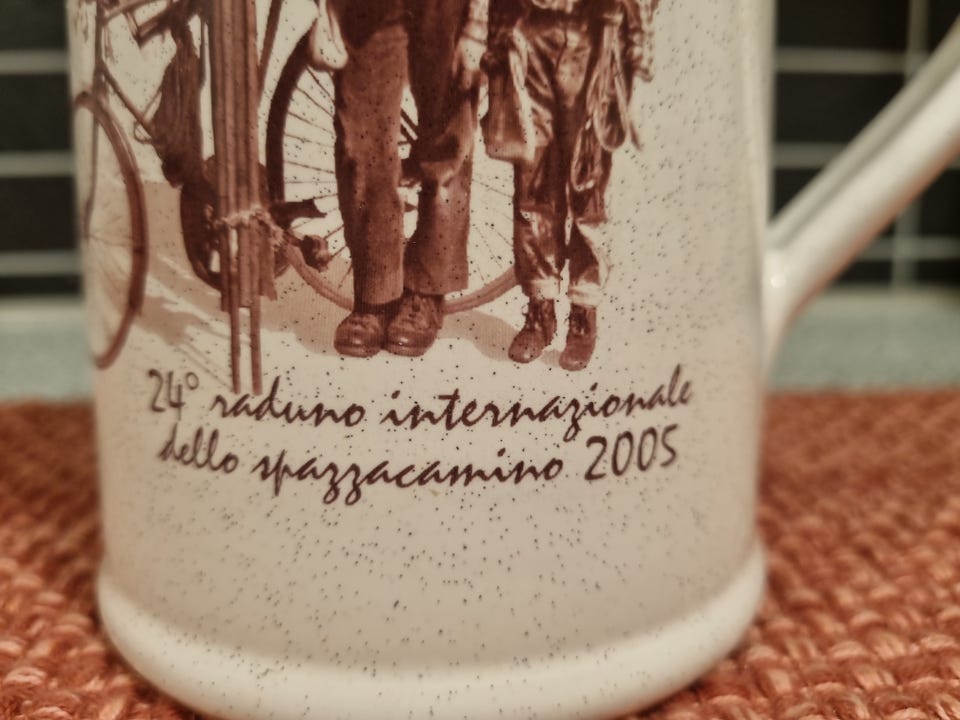 24° raduno internazionale
dello spazzacamino 2005